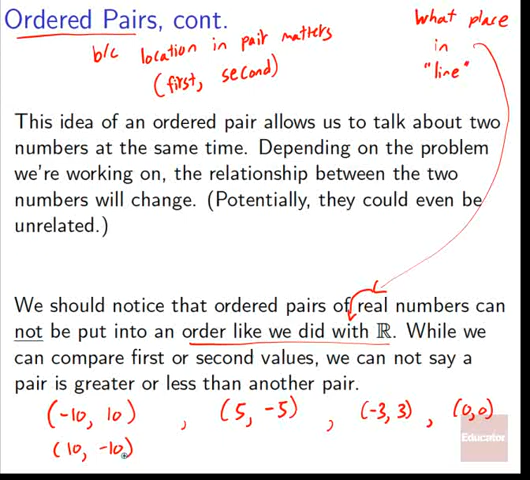 Ordered Pairs, cont.
b/c location in pair matters
(first, second)
What place
in
"line"
This idea of an ordered pair allows us to talk about two
numbers at the same time. Depending on the problem
we're working on, the relationship between the two
numbers will change. (Potentially, they could even be
unrelated.)
We should notice that ordered pairs of real numbers can
not be put into an order like we did with ℝ. While we
can compare first or second values, we can not say a
pair is greater or less than another pair.
(-10, 10) , (5, -5) , (-3, 3) , (0,0)
(10, -10)
Educator